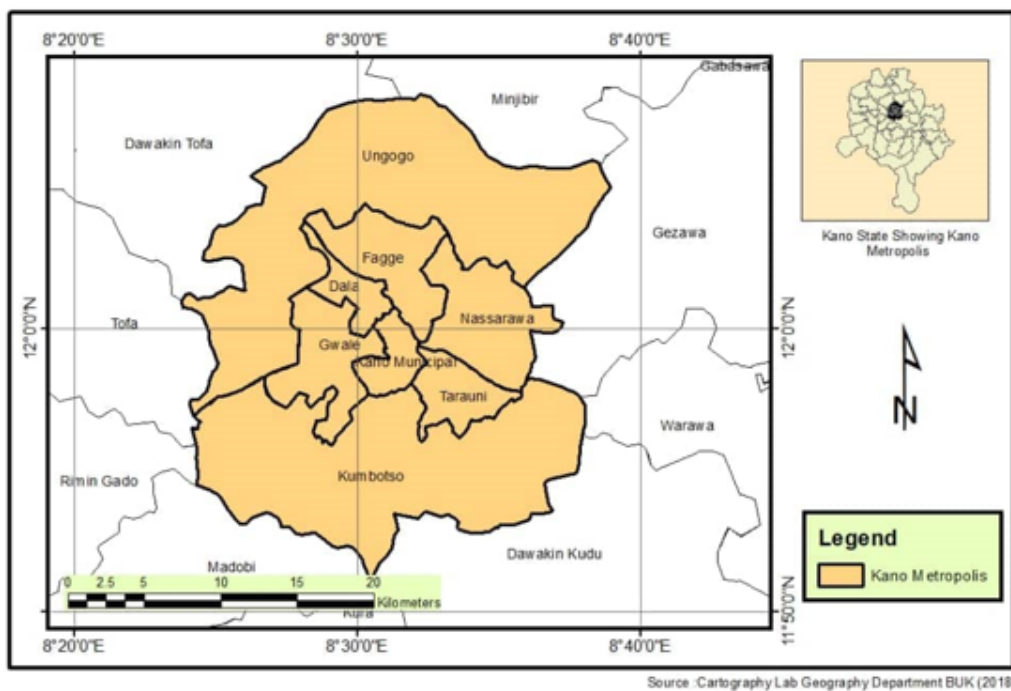 8°20'0"E
8°30'0"E
8°40'0"E
Gabasawa
Minjibir
Dawakin Tofa
Ungogo
Gezawa
Kano State Showing Kano
Metropolis
Fagge
Dala
12°0'0"N
Tofa
Nassarawa
12°0'0"N
Gwale
Kano Municipal
Tarauni
N
Warawa
Kumbotso
Rimin Gado
Dawakin Kudu
Legend
Kano Metropolis
Madobi
0 2.5 5 10 15 20
Kilometers
Kura
11°50'0"N
8°20'0"E
8°30'0"E
8°40'0"E
Source :Cartography Lab Geography Department BUK (2018